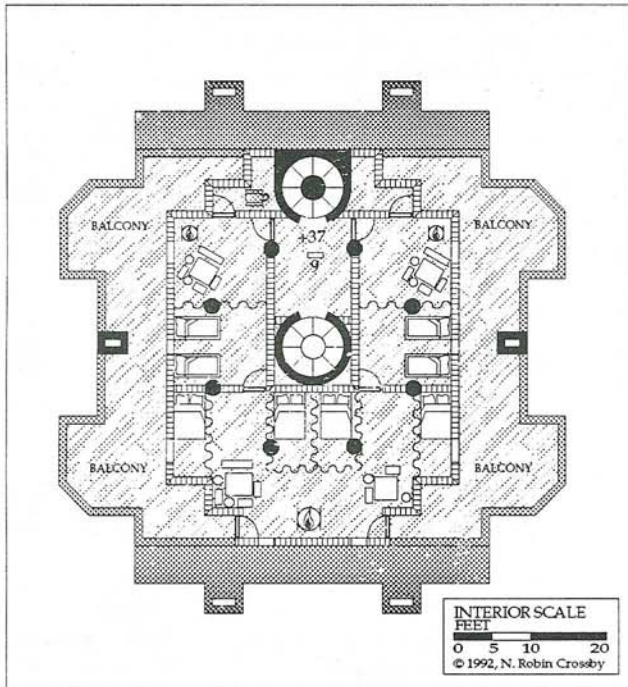 BALCONY
BALCONY
+37
9
BALCONY
BALCONY
INTERIOR SCALE
FEET
0 5 10 20
© 1992, N. Robin Crossby